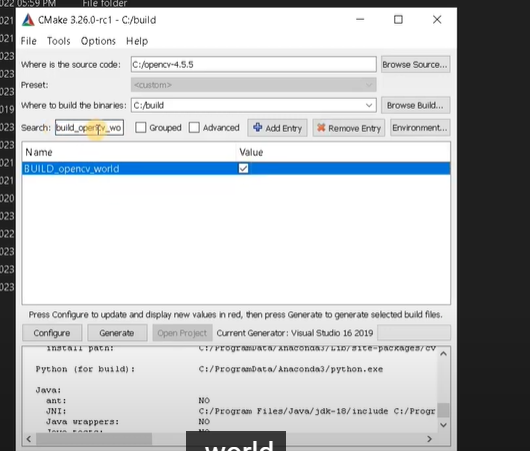 022 05:59 PM File folder
021 CMake 3.26.0-rc1 - C:/build
021
File Tools Options Help
023
Where is the source code: C:/opencv-4.5.5 Browse Source...
023
Preset: <custom>
023
019 Where to build the binaries: C:/build Browse Build...
023 Search: build_opencv_wo Grouped Advanced Add Entry Remove Entry Environment...
022
Name Value
021 BUILD_opencv_world
021
020
023
022
023
023
023
Press Configure to update and display new values in red, then press Generate to generate selected build files.
Configure Generate Open Project Current Generator: Visual Studio 16 2019
install path: C:/ProgramData/Anaconda3/Lib/site-packages/cv
Python (for build): C:/ProgramData/Anaconda3/python.exe
Java:
ant: NO
JNI: C:/Program Files/Java/jdk-18/include C:/Progr
Java wrappers: NO
Java tests: NO
world